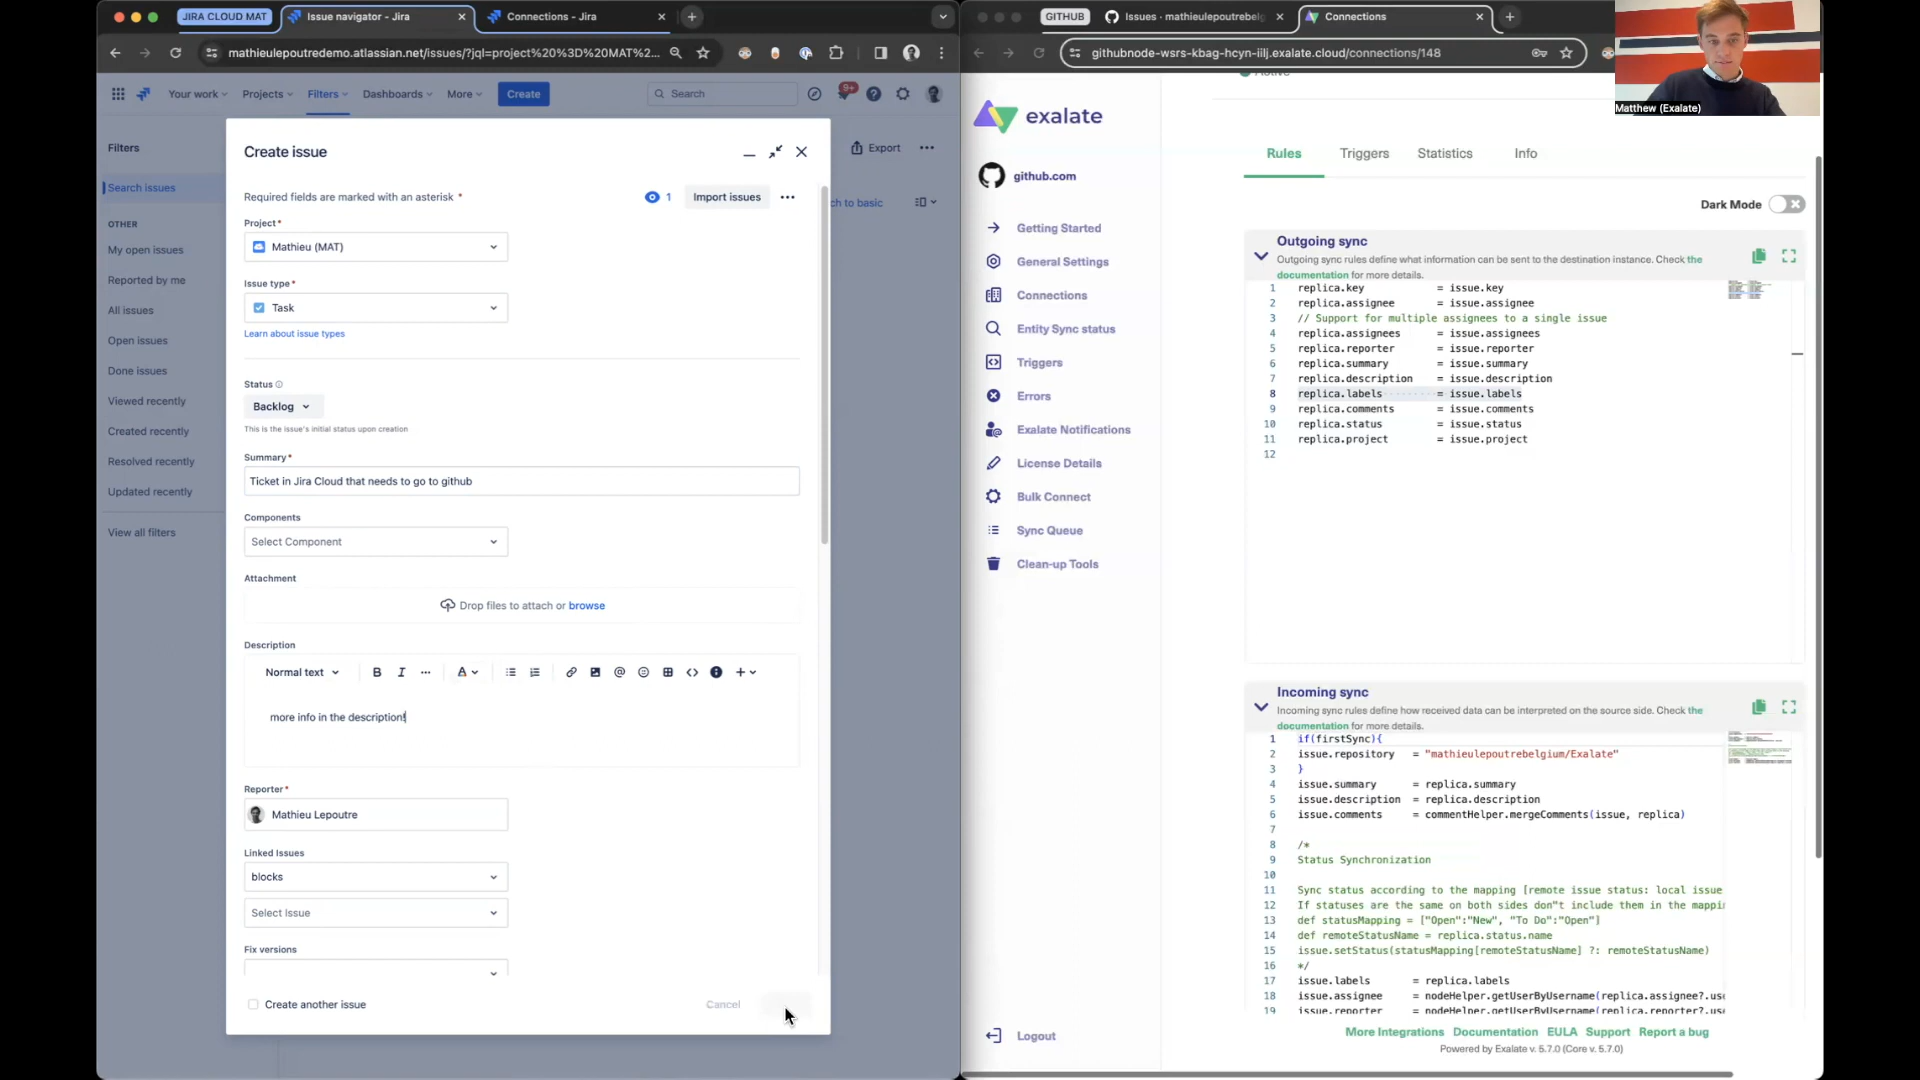 JIRA CLOUD MAT
Issue navigator - Jira
Connections - Jira
mathieulepoutredemo.atlassian.net/issues/?jql=project%20%3D%20MAT%2...
Your work
Projects
Filters
Dashboards
More
Create
Search
9+
Filters
Search issues
OTHER
My open issues
Reported by me
All issues
Open issues
Done issues
Viewed recently
Created recently
Resolved recently
Updated recently
View all filters
Export
ch to basic
Create issue
Required fields are marked with an asterisk *
1
Import issues
Project*
Mathieu (MAT)
Issue type*
Task
Learn about issue types
Status
Backlog
This is the issue's initial status upon creation
Summary*
Ticket in Jira Cloud that needs to go to github
Components
Select Component
Attachment
Drop files to attach or browse
Description
Normal text
more info in the description!
Reporter*
Mathieu Lepoutre
Linked Issues
blocks
Select Issue
Fix versions
Create another issue
Cancel
GITHUB
Issues · mathieulepoutrebelg
Connections
githubnode-wsrs-kbag-hcyn-iilj.exalate.cloud/connections/148
Matthew (Exalate)
exalate
github.com
Getting Started
General Settings
Connections
Entity Sync status
Triggers
Errors
Exalate Notifications
License Details
Bulk Connect
Sync Queue
Clean-up Tools
Logout
Active
Rules
Triggers
Statistics
Info
Dark Mode
Outgoing sync
Outgoing sync rules define what information can be sent to the destination instance. Check the
documentation for more details.
1 replica.key = issue.key
2 replica.assignee = issue.assignee
3 // Support for multiple assignees to a single issue
4 replica.assignees = issue.assignees
5 replica.reporter = issue.reporter
6 replica.summary = issue.summary
7 replica.description = issue.description
8 replica.labels = issue.labels
9 replica.comments = issue.comments
10 replica.status = issue.status
11 replica.project = issue.project
12
Incoming sync
Incoming sync rules define how received data can be interpreted on the source side. Check the
documentation for more details.
1 if(firstSync){
2 issue.repository = "mathieulepoutrebelgium/Exalate"
3 }
4 issue.summary = replica.summary
5 issue.description = replica.description
6 issue.comments = commentHelper.mergeComments(issue, replica)
7
8 /*
9 Status Synchronization
10
11 Sync status according to the mapping [remote issue status: local issue
12 If statuses are the same on both sides don"t include them in the mappi
13 def statusMapping = ["Open":"New", "To Do":"Open"]
14 def remoteStatusName = replica.status.name
15 issue.setStatus(statusMapping[remoteStatusName] ?: remoteStatusName)
16 */
17 issue.labels = replica.labels
18 issue.assignee = nodeHelper.getUserByUsername(replica.assignee?.use
19 issue.reporter = nodeHelper.getUserByUsername(replica.reporter?.use
More Integrations Documentation EULA Support Report a bug
Powered by Exalate v. 5.7.0 (Core v. 5.7.0)